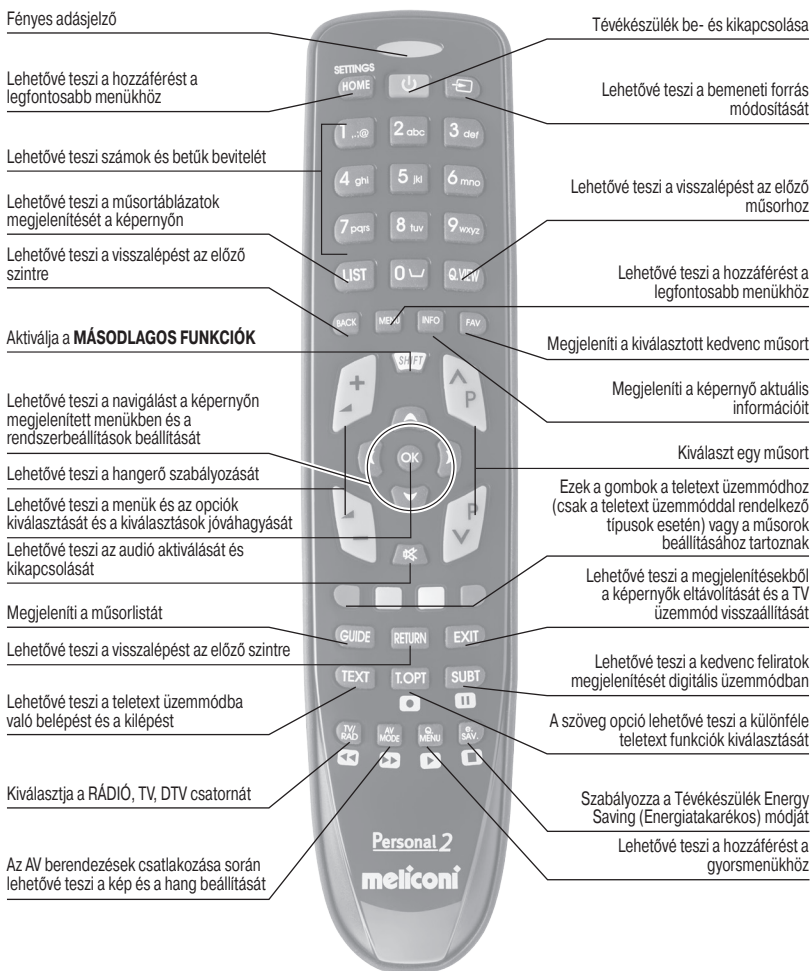 Fényes adásjelző
Lehetővé teszi a hozzáférést a
legfontosabb menükhöz
Lehetővé teszi számok és betűk bevitelét
Lehetővé teszi a műsortáblázatok
megjelenítését a képernyőn
Lehetővé teszi a visszalépést az előző
szintre
Aktiválja a MÁSODLAGOS FUNKCIÓK
Lehetővé teszi a navigálást a képernyőn
megjelenített menükben és a
rendszerbeállítások beállítását
Lehetővé teszi a hangerő szabályozását
Lehetővé teszi a menük és az opciók
kiválasztását és a kiválasztások jóváhagyását
Lehetővé teszi az audió aktiválását és
kikapcsolását
Megjeleníti a műsorlistát
Lehetővé teszi a visszalépést az előző szintre
Lehetővé teszi a teletext üzemmódba
való belépést és a kilépést
Kiválasztja a RÁDIÓ, TV, DTV csatornát
Az AV berendezések csatlakozása során
lehetővé teszi a kép és a hang beállítását
SETTINGS
HOME
1 .,:@ 2 abc 3 def
4 ghi 5 jkl 6 mno
7 pqrs 8 tuv 9 wxyz
LIST 0 Q.VIEW
BACK MENU INFO FAV
SHIFT
+ P
OK
- P
GUIDE RETURN EXIT
TEXT T.OPT SUBT
TV/RAD AV MODE Q.MENU e.SAV.
Personal 2
meliconi
Tévékészülék be- és kikapcsolása
Lehetővé teszi a bemeneti forrás
módosítását
Lehetővé teszi a visszalépést az előző
műsorhoz
Lehetővé teszi a hozzáférést a
legfontosabb menükhöz
Megjeleníti a kiválasztott kedvenc műsort
Megjeleníti a képernyő aktuális
információit
Kiválaszt egy műsort
Ezek a gombok a teletext üzemmódhoz
(csak a teletext üzemmóddal rendelkező
típusok esetén) vagy a műsorok
beállításához tartoznak
Lehetővé teszi a megjelenítésekből
a képernyők eltávolítását és a TV
üzemmód visszaállítását
Lehetővé teszi a kedvenc feliratok
megjelenítését digitális üzemmódban
A szöveg opció lehetővé teszi a különféle
teletext funkciók kiválasztását
Szabályozza a Tévékészülék Energy
Saving (Energiatakarékos) módját
Lehetővé teszi a hozzáférést a
gyorsmenükhöz